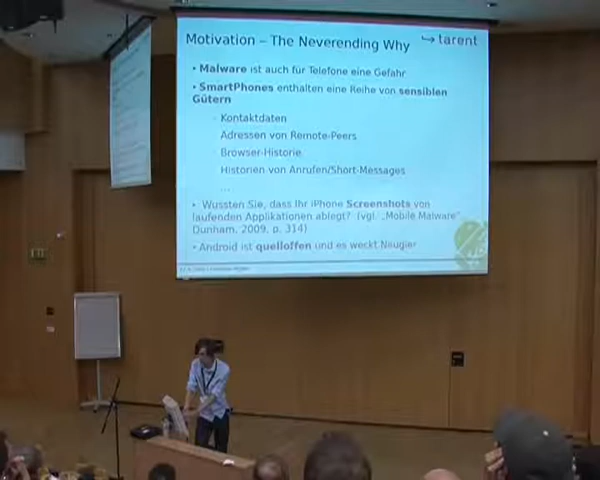 Motivation – The Neverending Why
tarent
• Malware ist auch für Telefone eine Gefahr
• SmartPhones enthalten eine Reihe von sensiblen
Gütern
Kontaktdaten
Adressen von Remote-Peers
Browser-Historie
Historien von Anrufen/Short-Messages
...
• Wussten Sie, dass Ihr iPhone Screenshots von
laufenden Applikationen ablegt? (vgl. „Mobile Malware“
Dunham, 2009, p. 314)
• Android ist quelloffen und es weckt Neugier